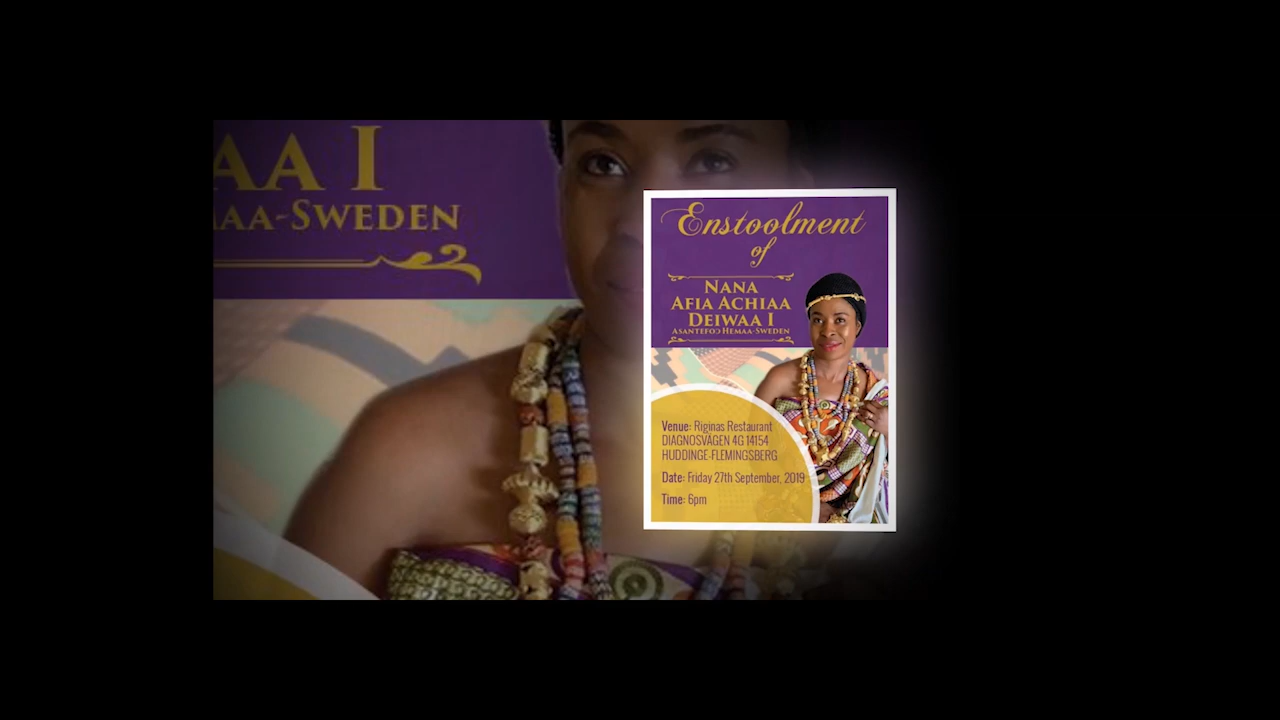 AA I
MAA-SWEDEN
Enstoolment
of
NANA
AFIA ACHIAA
DEIWAA I
ASANTEFOƆ HEMAA-SWEDEN
Venue: Riginas Restaurant
DIAGNOSVÄGEN 4G 14154
HUDDINGE-FLEMINGSBERG
Date: Friday 27th September, 2019
Time: 6pm